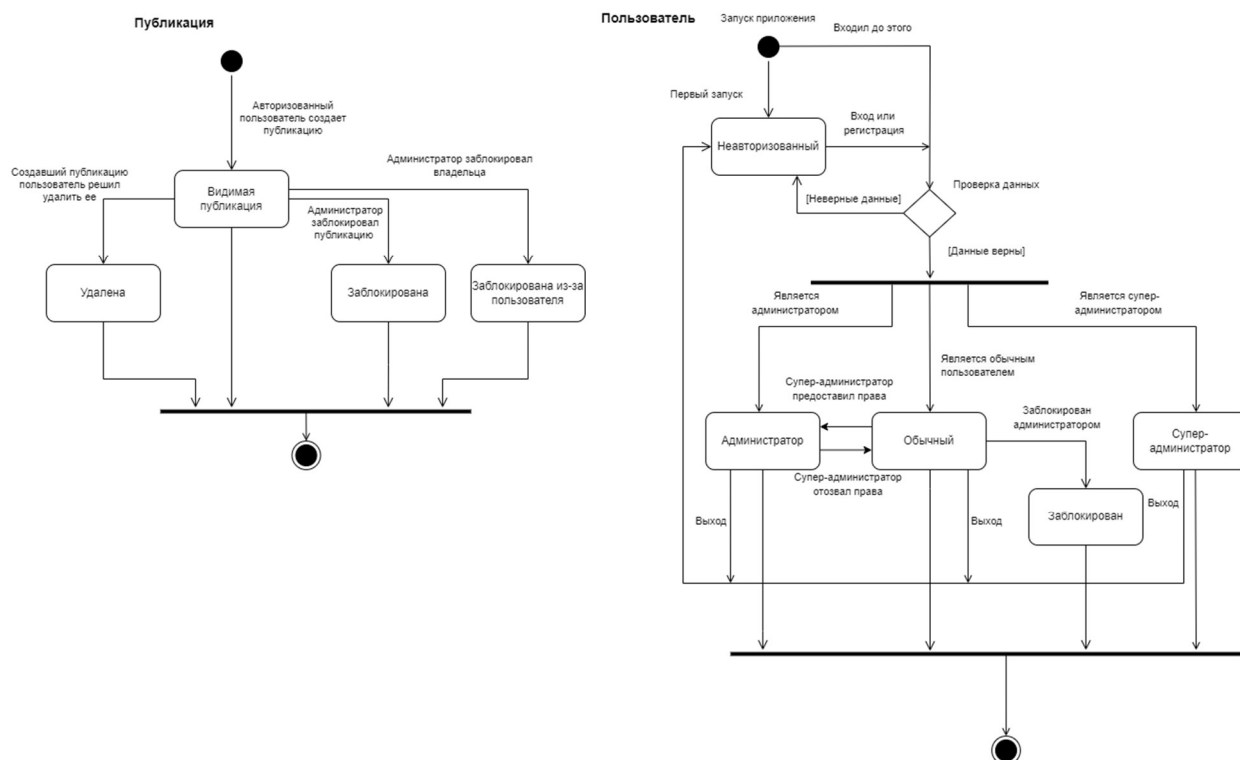 Публикация
Авторизованный
пользователь создает
публикацию
Создавший публикацию
пользователь решил
удалить ее
Видимая
публикация
Администратор заблокировал
владельца
Администратор
заблокировал
публикацию
Удалена
Заблокирована
Заблокирована из-за
пользователя
Пользователь
Запуск приложения
Входил до этого
Первый запуск
Неавторизованный
Вход или
регистрация
Проверка данных
[Неверные данные]
[Данные верны]
Является
администратором
Является супер-
администратором
Является обычным
пользователем
Супер-администратор
предоставил права
Заблокирован
администратором
Администратор
Обычный
Супер-
администратор
Супер-администратор
отозвал права
Выход
Выход
Заблокирован
Выход